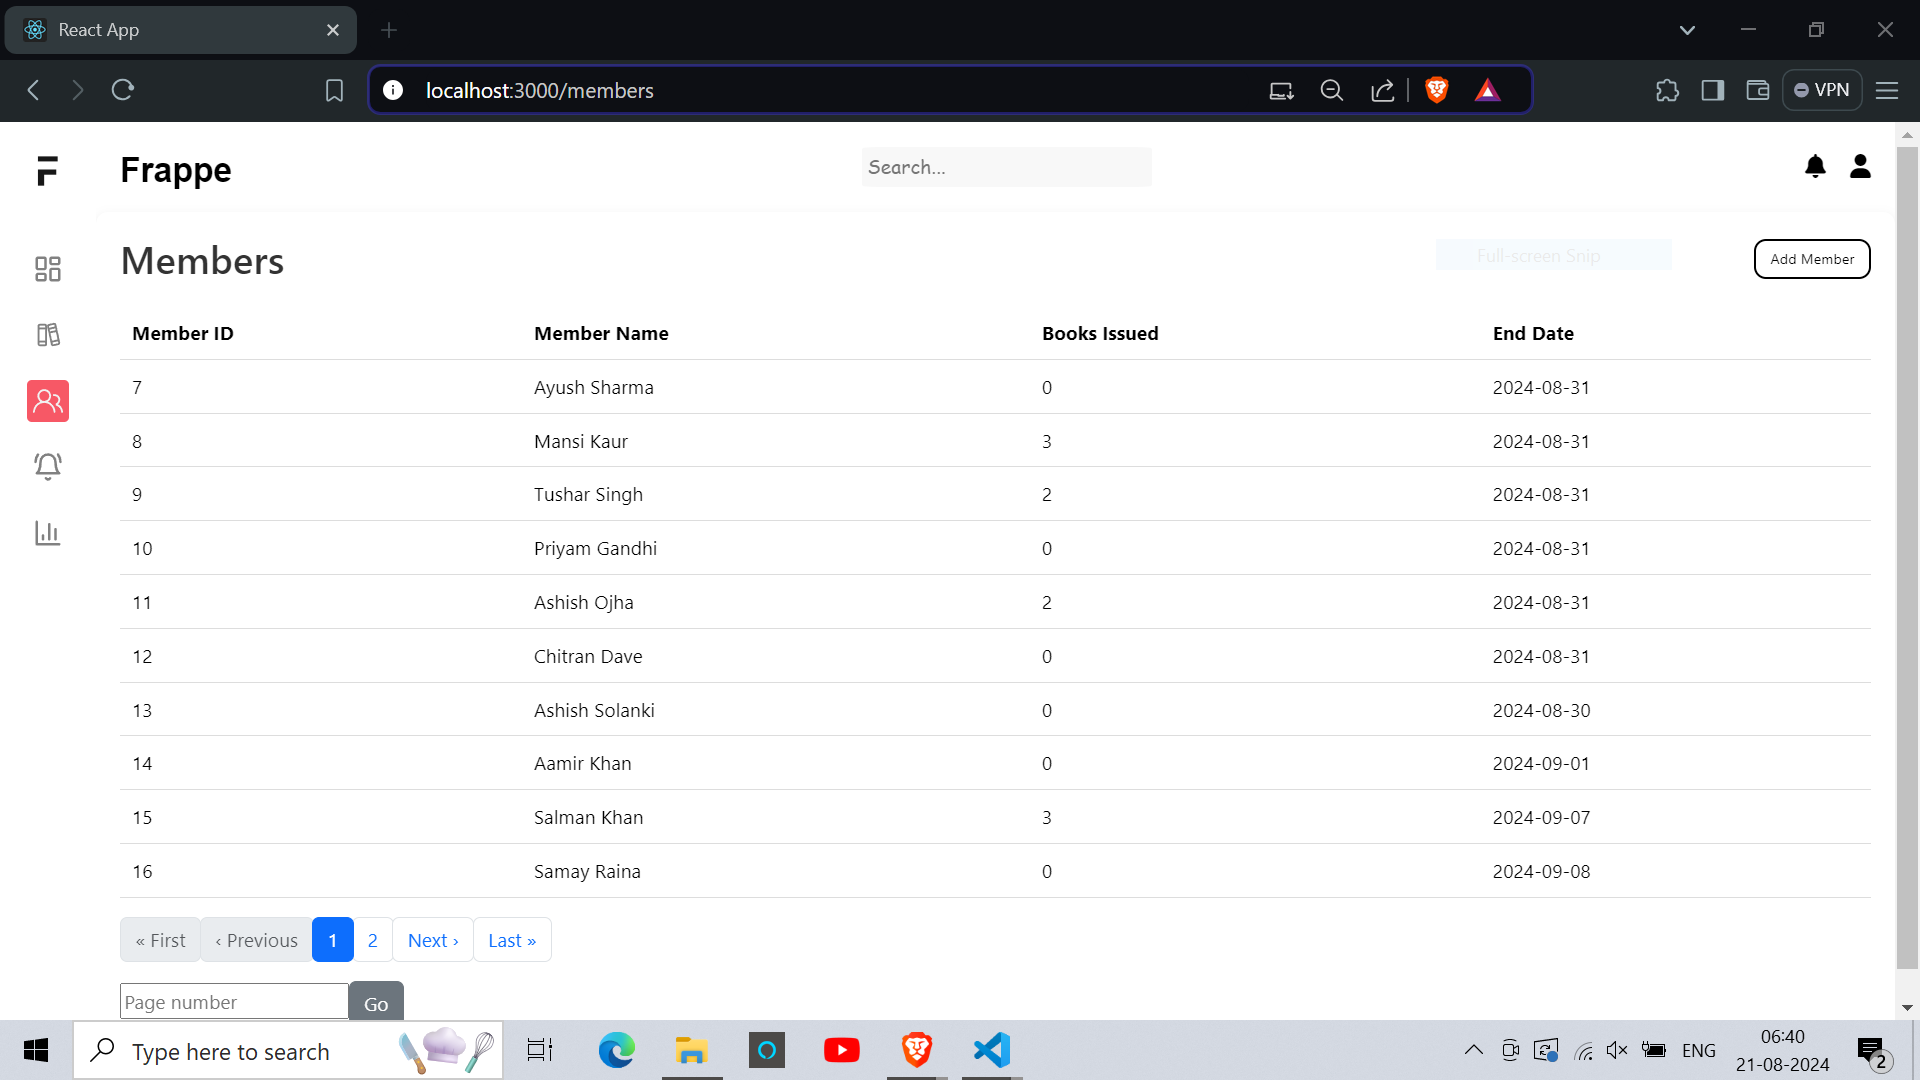 React App
localhost:3000/members
VPN
Frappe
Search...
Members
Full-screen Snip
Add Member
Member ID Member Name Books Issued End Date
7 Ayush Sharma 0 2024-08-31
8 Mansi Kaur 3 2024-08-31
9 Tushar Singh 2 2024-08-31
10 Priyam Gandhi 0 2024-08-31
11 Ashish Ojha 2 2024-08-31
12 Chitran Dave 0 2024-08-31
13 Ashish Solanki 0 2024-08-30
14 Aamir Khan 0 2024-09-01
15 Salman Khan 3 2024-09-07
16 Samay Raina 0 2024-09-08
« First ‹ Previous 1 2 Next › Last »
Page number Go
Type here to search
ENG
06:40
21-08-2024
2